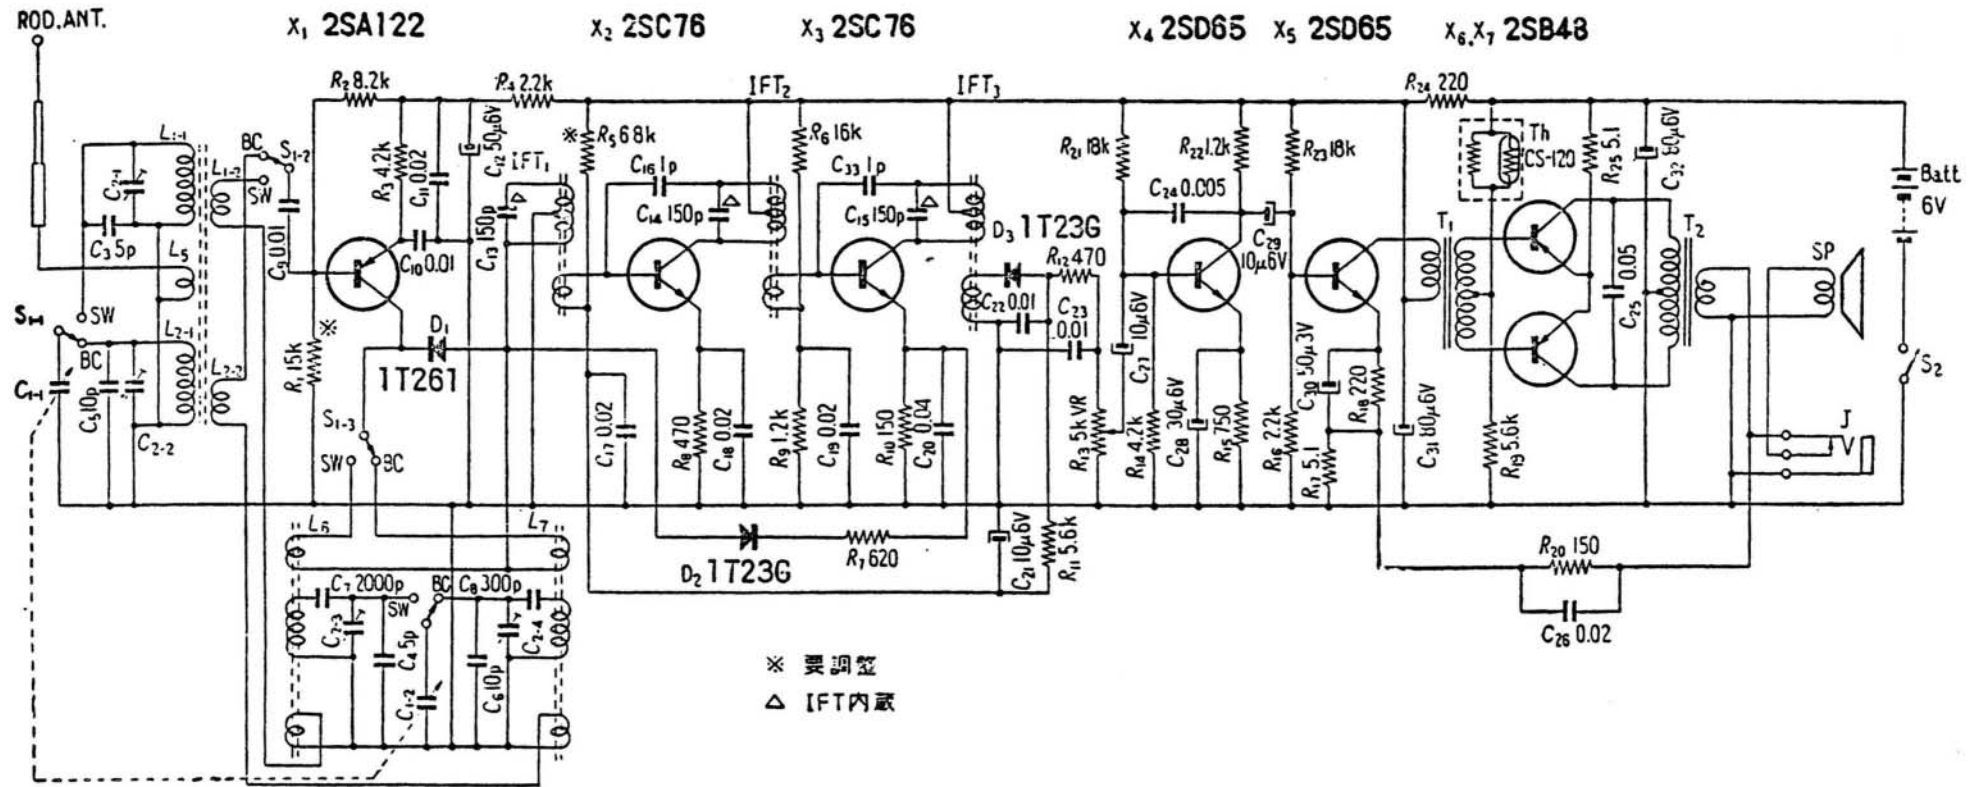 ROD.ANT.
X₁ 2SA122
X₂ 2SC76
X₃ 2SC76
X₄ 2SD65
X₅ 2SD65
X₆,X₇ 2SB48
R₂ 8.2k
R₄ 2.2k
IFT₂
IFT₃
R₂₄ 220
L₁₋₁
BC
S₁₋₂
L₁₋₂
SW
C₂₋₁
C₃ 5p
L₅
C₉ 0.01
R₃ 4.2k
C₁₁ 0.02
C₁₂ 50μ6V
IFT₁
※
R₅ 68k
C₁₆ 1p
R₆ 16k
C₃₃ 1p
C₁₀ 0.01
C₁₃ 150p
△
C₁₄ 150p
△
C₁₅ 150p
△
R₂₁ 18k
R₂₂ 1.2k
R₂₃ 18k
C₂₄ 0.005
C₂₉
10μ6V
Th
CS-120
R₂₅ 5.1
C₃₂ 80μ6V
Batt
6V
D₃ 1T23G
R₁₂ 470
C₂₂ 0.01
C₂₃
0.01
T₁
C₂₅ 0.05
T₂
SP
S₂
S₁₋₁
SW
BC
L₂₋₁
L₂₋₂
C₁₋₁
C₅ 10p
C₂₋₂
※
R₁ 15k
D₁
1T261
S₁₋₃
SW
BC
C₁₇ 0.02
R₈ 470
C₁₈ 0.02
R₉ 1.2k
C₁₉ 0.02
R₁₀ 150
C₂₀ 0.04
R₁₃ 5k VR
C₂₇ 10μ6V
R₁₄ 4.2k
C₂₈ 30μ6V
R₁₅ 750
R₁₆ 2.2k
C₃₀ 50μ3V
R₁₇ 5.1
R₁₈ 220
C₃₁ 80μ6V
R₁₉ 5.6k
J
L₆
L₇
D₂ 1T23G
R₇ 620
C₂₁ 10μ6V
R₁₁ 5.6k
R₂₀ 150
C₂₆ 0.02
C₇ 2000p
SW
BC
C₈ 300p
C₂₋₃
C₄ 5p
C₁₋₂
C₆ 10p
C₂₋₄
※ 要調整
△ IFT内蔵